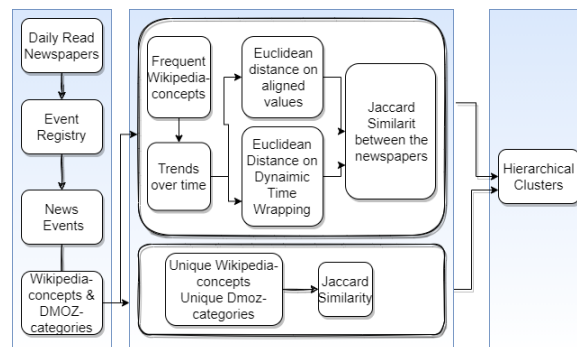 Daily Read
Newspapers
Event
Registry
News
Events
Wikipedia-
concepts &
DMOZ-
categories
Frequent
Wikipedia-
concepts
Trends
over time
Euclidean
distance on
aligned
values
Euclidean
Distance on
Dynaimic
Time
Wrapping
Jaccard
Similarit
between the
newspapers
Unique Wikipedia-
concepts
Unique Dmoz-
categories
Jaccard
Similarity
Hierarchical
Clusters